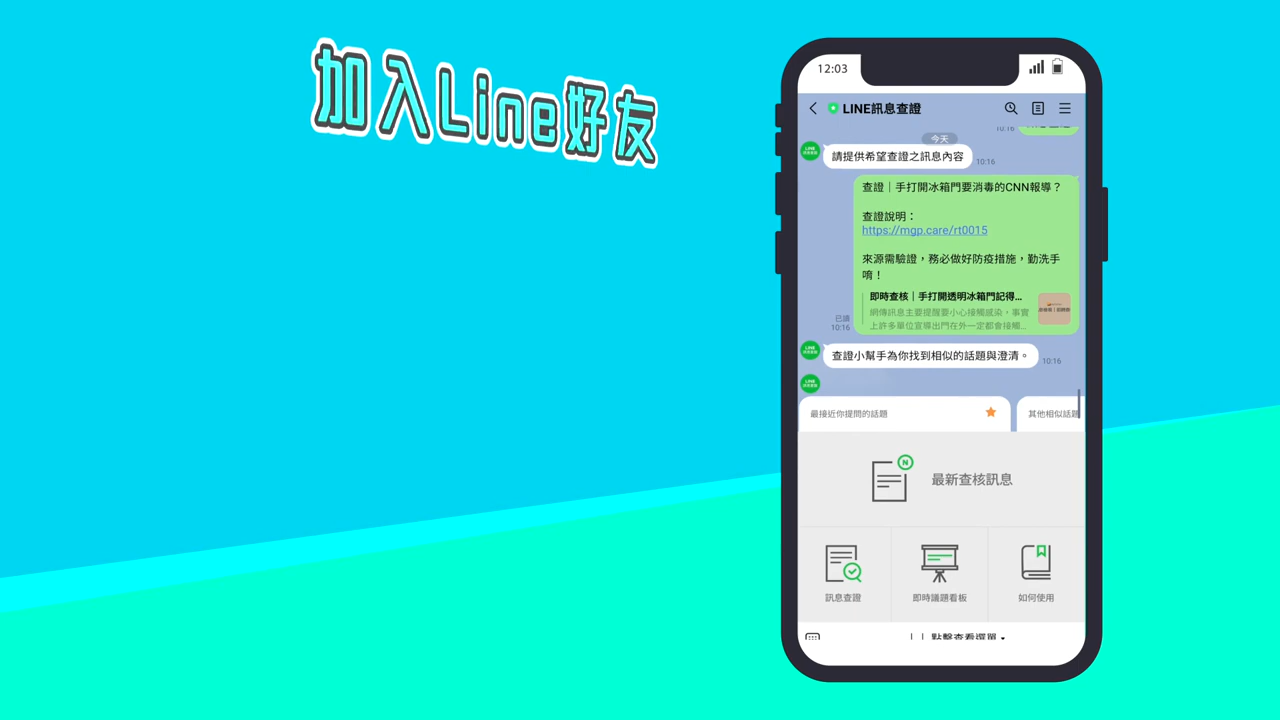 加入Line好友
12:03
LINE訊息查證
今天
10:16
請提供希望查證之訊息內容
10:16
查證｜手打開冰箱門要消毒的CNN報導？
查證說明：
https://mgp.care/rt0015
來源需驗證，務必做好防疫措施，勤洗手
唷！
即時查核｜手打開透明冰箱門記得...
網傳訊息主要提醒要小心接觸感染，事實
上許多單位宣導出門在外一定都會接觸...
已讀
10:16
查證小幫手為你找到相似的話題與澄清。
10:16
最接近你提問的話題
其他相似話題
最新查核訊息
訊息查證
即時議題看板
如何使用
點擊查看選單